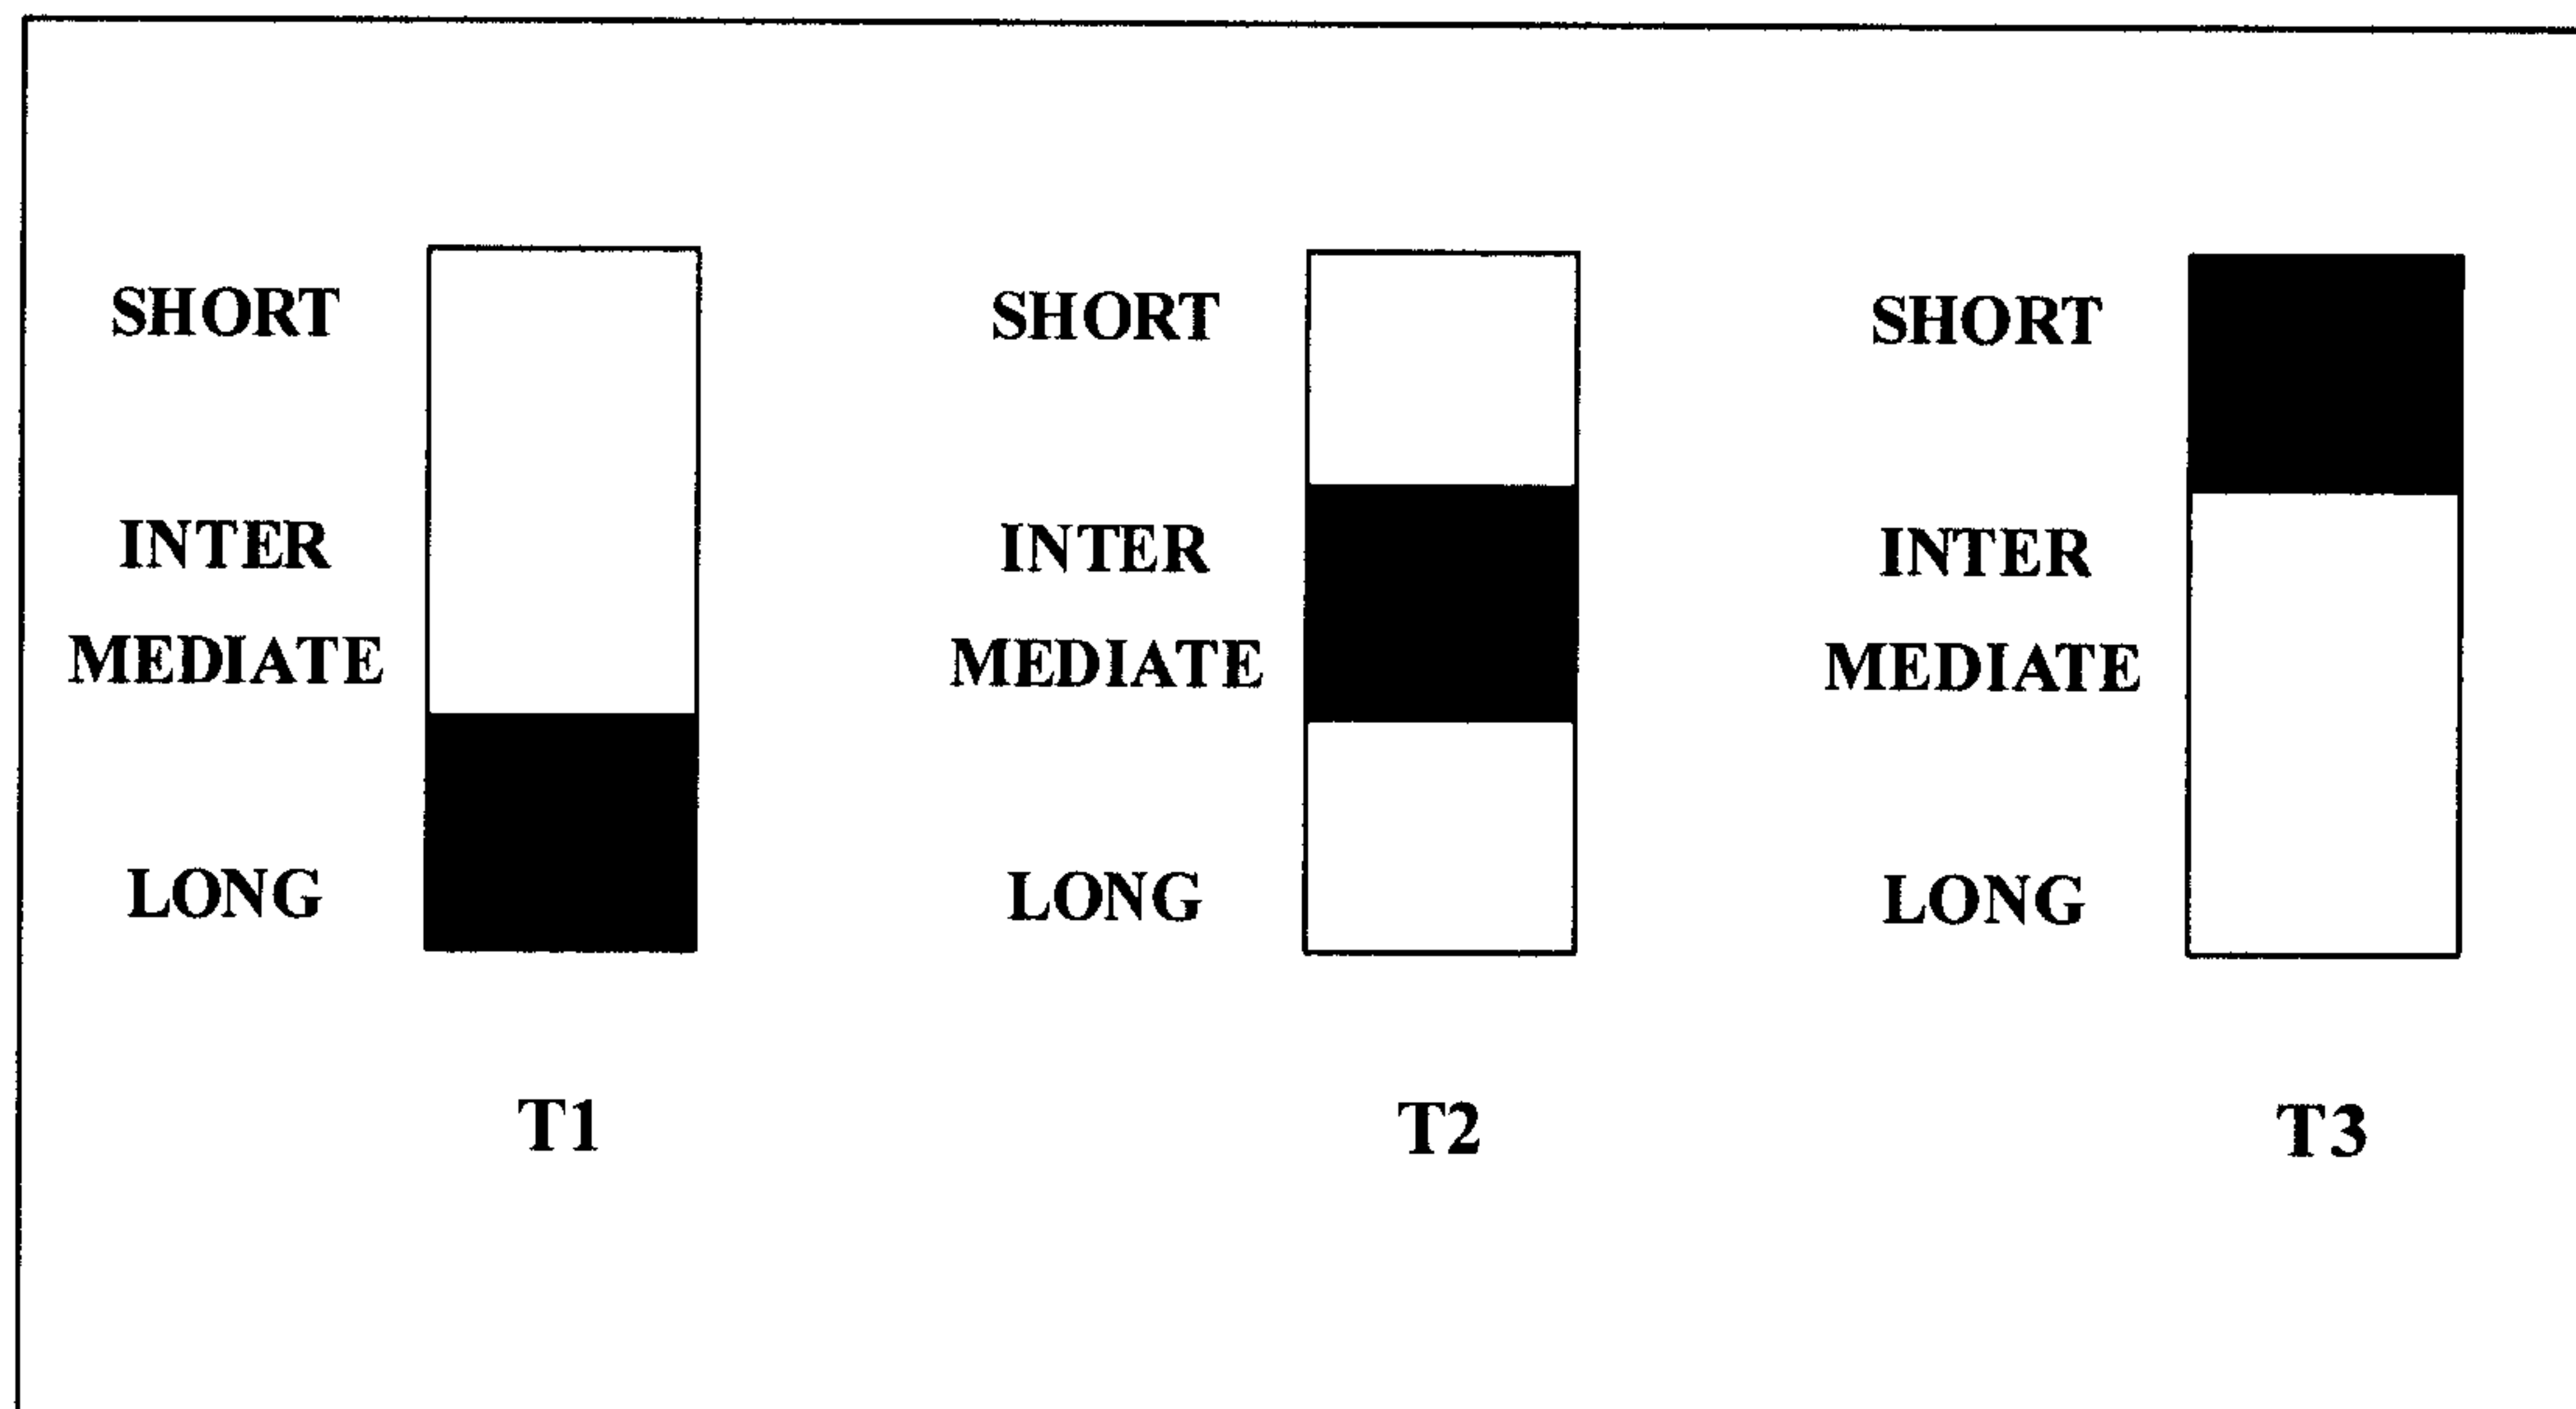 SHORT
INTER
MEDIATE
LONG
T1
SHORT
INTER
MEDIATE
LONG
T2
SHORT
INTER
MEDIATE
LONG
T3